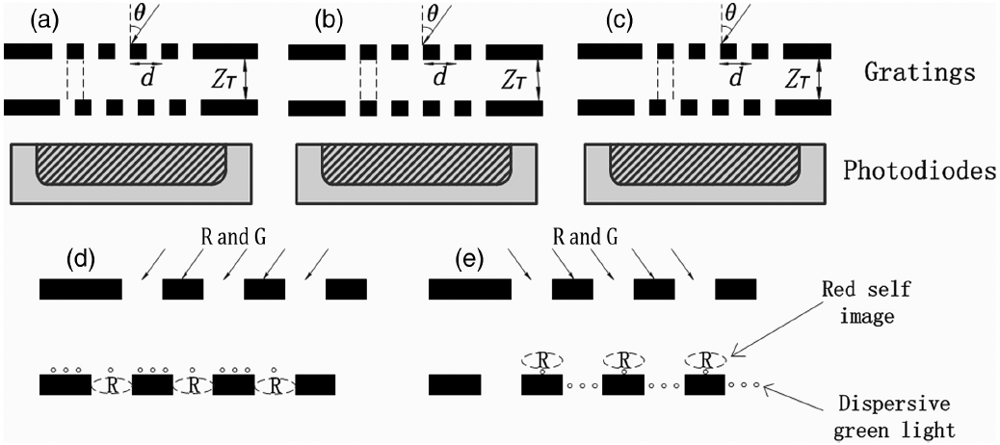 (a) θ (b) θ (c) θ
d Z_T d Z_T d Z_T Gratings
Photodiodes
(d) R and G (e) R and G
Red self
image
R R R R R R
Dispersive
green light